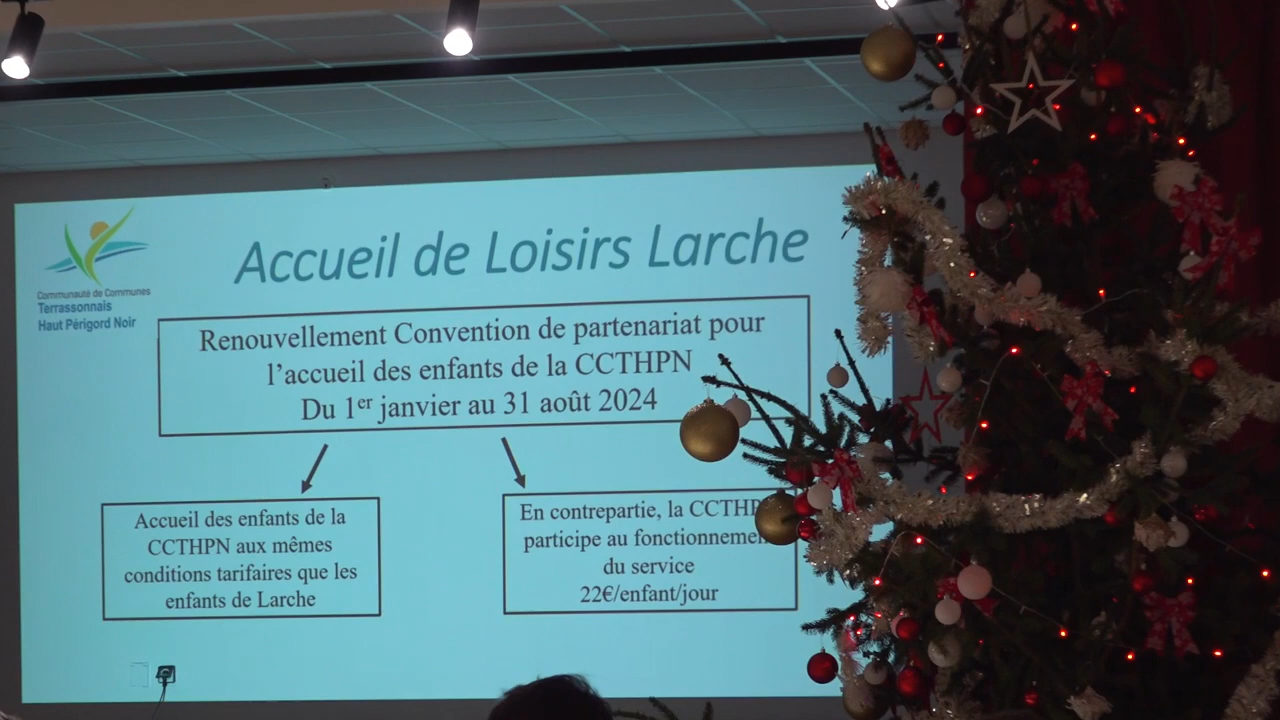 Accueil de Loisirs Larche
Communauté de Communes
Terrassonnais
Haut Périgord Noir
Renouvellement Convention de partenariat pour
l'accueil des enfants de la CCTHPN
Du 1er janvier au 31 août 2024
Accueil des enfants de la
CCTHPN aux mêmes
conditions tarifaires que les
enfants de Larche
En contrepartie, la CCTHP
participe au fonctionnemen
du service
22€/enfant/jour